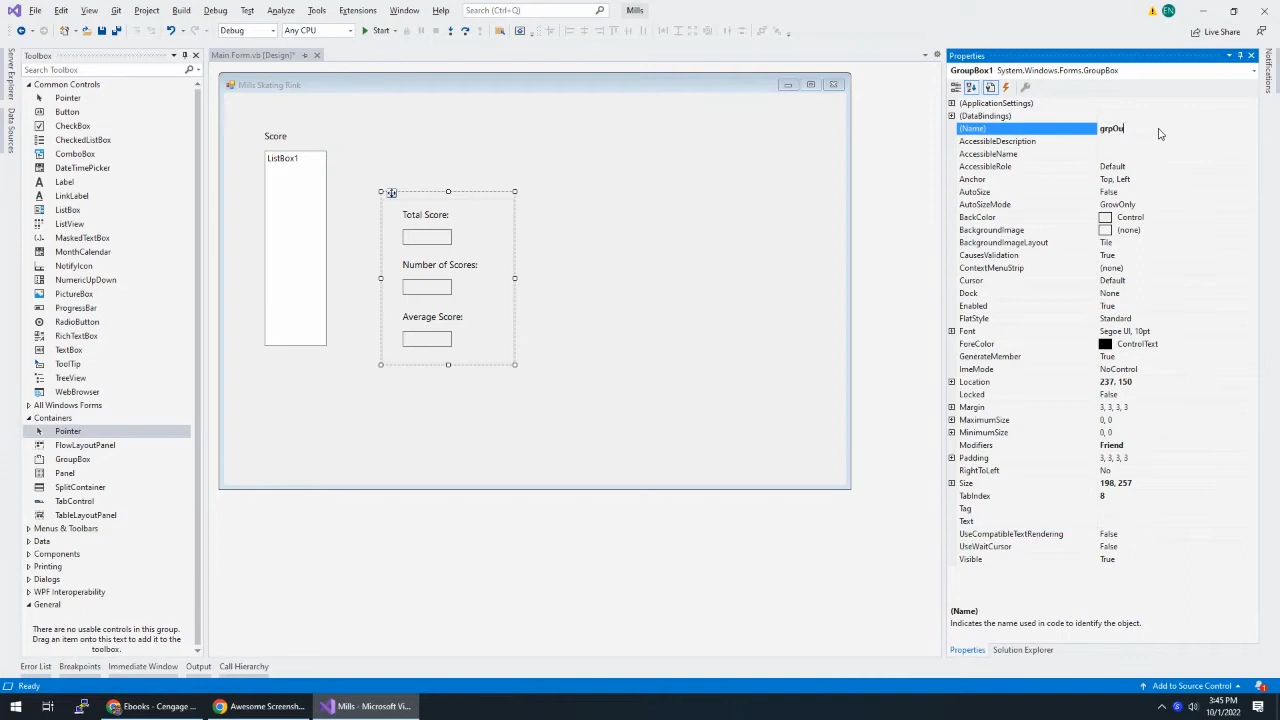 File Edit View Git Project Build Debug Test Analyze Tools Extensions Window Help Search (Ctrl+Q) Mills EN
Debug Any CPU Start Live Share
Server Explorer
Data Sources
Toolbox
Search Toolbox
Common Controls
Pointer
Button
CheckBox
CheckedListBox
ComboBox
DateTimePicker
Label
LinkLabel
ListBox
ListView
MaskedTextBox
MonthCalendar
NotifyIcon
NumericUpDown
PictureBox
ProgressBar
RadioButton
RichTextBox
TextBox
ToolTip
TreeView
WebBrowser
All Windows Forms
Containers
Pointer
FlowLayoutPanel
GroupBox
Panel
SplitContainer
TabControl
TableLayoutPanel
Menus & Toolbars
Data
Components
Printing
Dialogs
WPF Interoperability
General
There are no usable controls in this group.
Drag an item onto this text to add it to the
toolbox.
Main Form.vb [Design]*
Mills Skating Rink
Score
ListBox1
Total Score:
Number of Scores:
Average Score:
Properties
GroupBox1 System.Windows.Forms.GroupBox
(ApplicationSettings)
(DataBindings)
(Name) grpOu
AccessibleDescription
AccessibleName
AccessibleRole Default
Anchor Top, Left
AutoSize False
AutoSizeMode GrowOnly
BackColor Control
BackgroundImage (none)
BackgroundImageLayout Tile
CausesValidation True
ContextMenuStrip (none)
Cursor Default
Dock None
Enabled True
FlatStyle Standard
Font Segoe UI, 10pt
ForeColor ControlText
GenerateMember True
ImeMode NoControl
Location 237, 150
Locked False
Margin 3, 3, 3, 3
MaximumSize 0, 0
MinimumSize 0, 0
Modifiers Friend
Padding 3, 3, 3, 3
RightToLeft No
Size 198, 257
TabIndex 8
Tag
Text
UseCompatibleTextRendering False
UseWaitCursor False
Visible True
(Name)
Indicates the name used in code to identify the object.
Properties Solution Explorer
Notifications
Error List Breakpoints Immediate Window Output Call Hierarchy
Ready Add to Source Control 1
Ebooks - Cengage ... Awesome Screensh... Mills - Microsoft Vi...
3:45 PM
10/1/2022